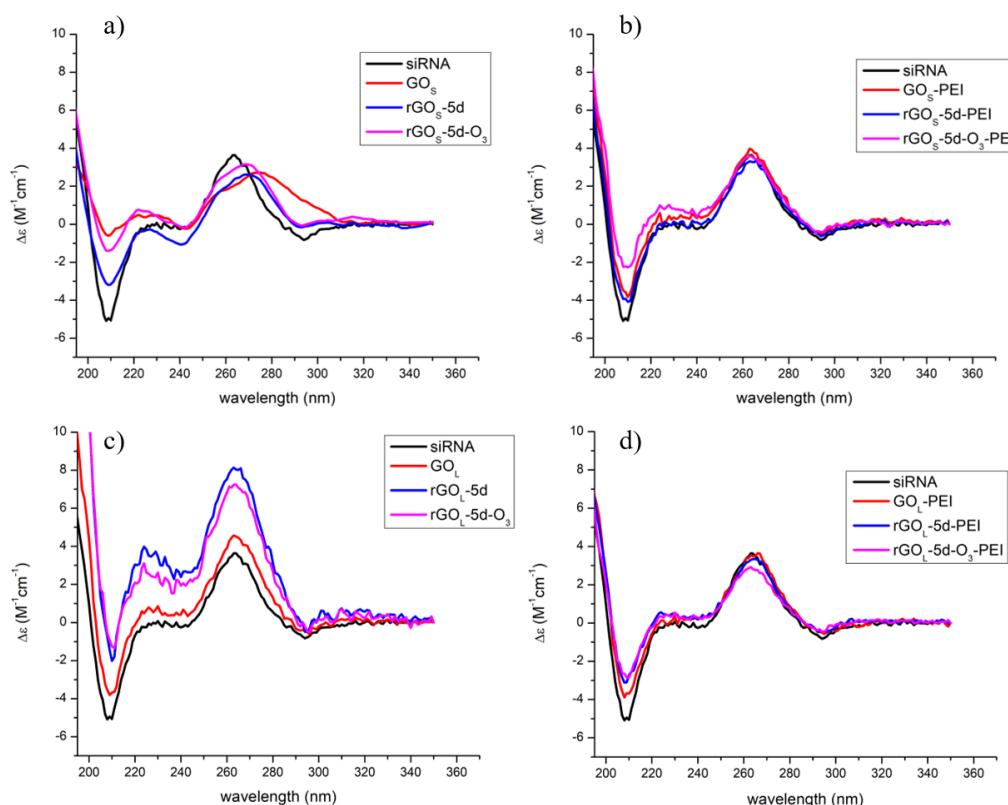 a)
siRNA
GOS
rGOS-5d
rGOS-5d-O3
Δε (M-1cm-1)
10
8
6
4
2
0
-2
-4
-6
200 220 240 260 280 300 320 340 360
wavelength (nm)
b)
siRNA
GOS-PEI
rGOS-5d-PEI
rGOS-5d-O3-PE
Δε (M-1cm-1)
10
8
6
4
2
0
-2
-4
-6
200 220 240 260 280 300 320 340 360
wavelength (nm)
c)
siRNA
GOL
rGOL-5d
rGOL-5d-O3
Δε (M-1cm-1)
10
8
6
4
2
0
-2
-4
-6
200 220 240 260 280 300 320 340 360
wavelength (nm)
d)
siRNA
GOL-PEI
rGOL-5d-PEI
rGOL-5d-O3-PEI
Δε (M-1cm-1)
10
8
6
4
2
0
-2
-4
-6
200 220 240 260 280 300 320 340 360
wavelength (nm)